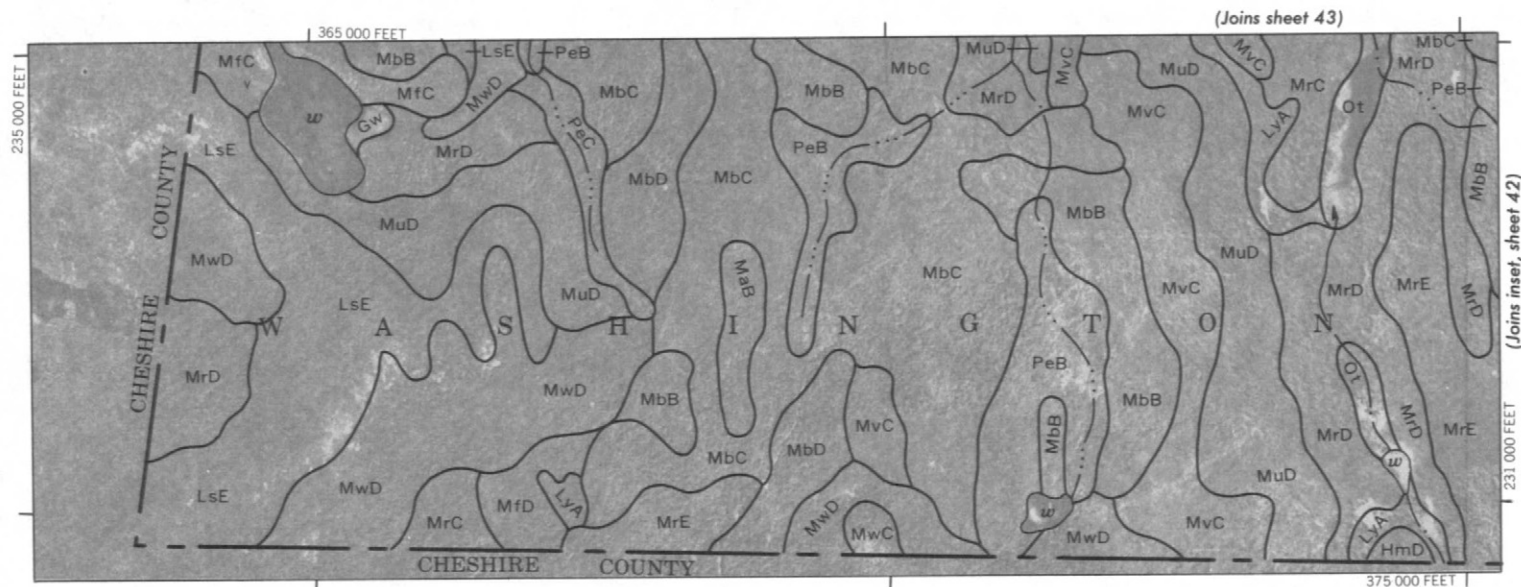 (Joins sheet 43)
365 000 FEET
235 000 FEET
MfC
w
MbB
LsE
PeB
MfC
MwD
MbC
MbB
MbC
MuD
MvC
MrD
MuD
MvC
MrC
MrD
MbC
PeB
Gw
LsE
MrD
PeC
MbD
MbC
PeB
MvC
LyA
Ot
MbB
CHESHIRE COUNTY
MwD
MuD
MbB
MuD
(Joins inset, sheet 42)
LsE
MuD
MaB
MbC
MvC
MrD
MrE
MrD
W A S H I N G T O N
MrD
MwD
MbB
PeB
MbB
Ot
MbB
MvC
MbD
MrD
MrD
MrE
LsE
MwD
MbC
w
MuD
231 000 FEET
MrC
MfD
LyA
MrE
MwD
MwC
w
MwD
MvC
LyA
HmD
CHESHIRE COUNTY
375 000 FEET